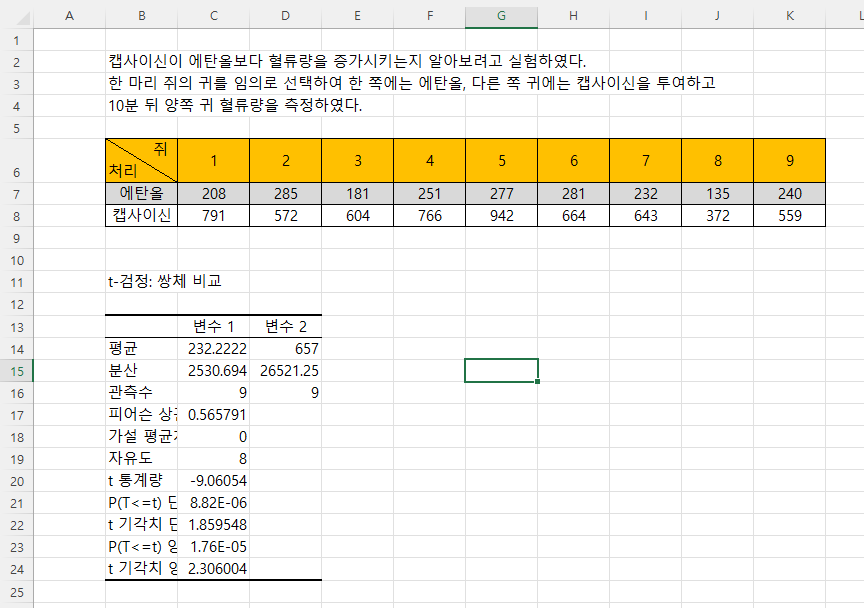 A B C D E F G H I J K L
1
2 캡사이신이 에탄올보다 혈류량을 증가시키는지 알아보려고 실험하였다.
3 한 마리 쥐의 귀를 임의로 선택하여 한 쪽에는 에탄올, 다른 쪽 귀에는 캡사이신을 투여하고
4 10분 뒤 양쪽 귀 혈류량을 측정하였다.
5
쥐
6 처리 1 2 3 4 5 6 7 8 9
7 에탄올 208 285 181 251 277 281 232 135 240
8 캡사이신 791 572 604 766 942 664 643 372 559
9
10
11 t-검정: 쌍체 비교
12
13 변수 1 변수 2
14 평균 232.2222 657
15 분산 2530.694 26521.25
16 관측수 9 9
17 피어슨 상 0.565791
18 가설 평균 0
19 자유도 8
20 t 통계량 -9.06054
21 P(T<=t) 단 8.82E-06
22 t 기각치 단 1.859548
23 P(T<=t) 양 1.76E-05
24 t 기각치 양 2.306004
25